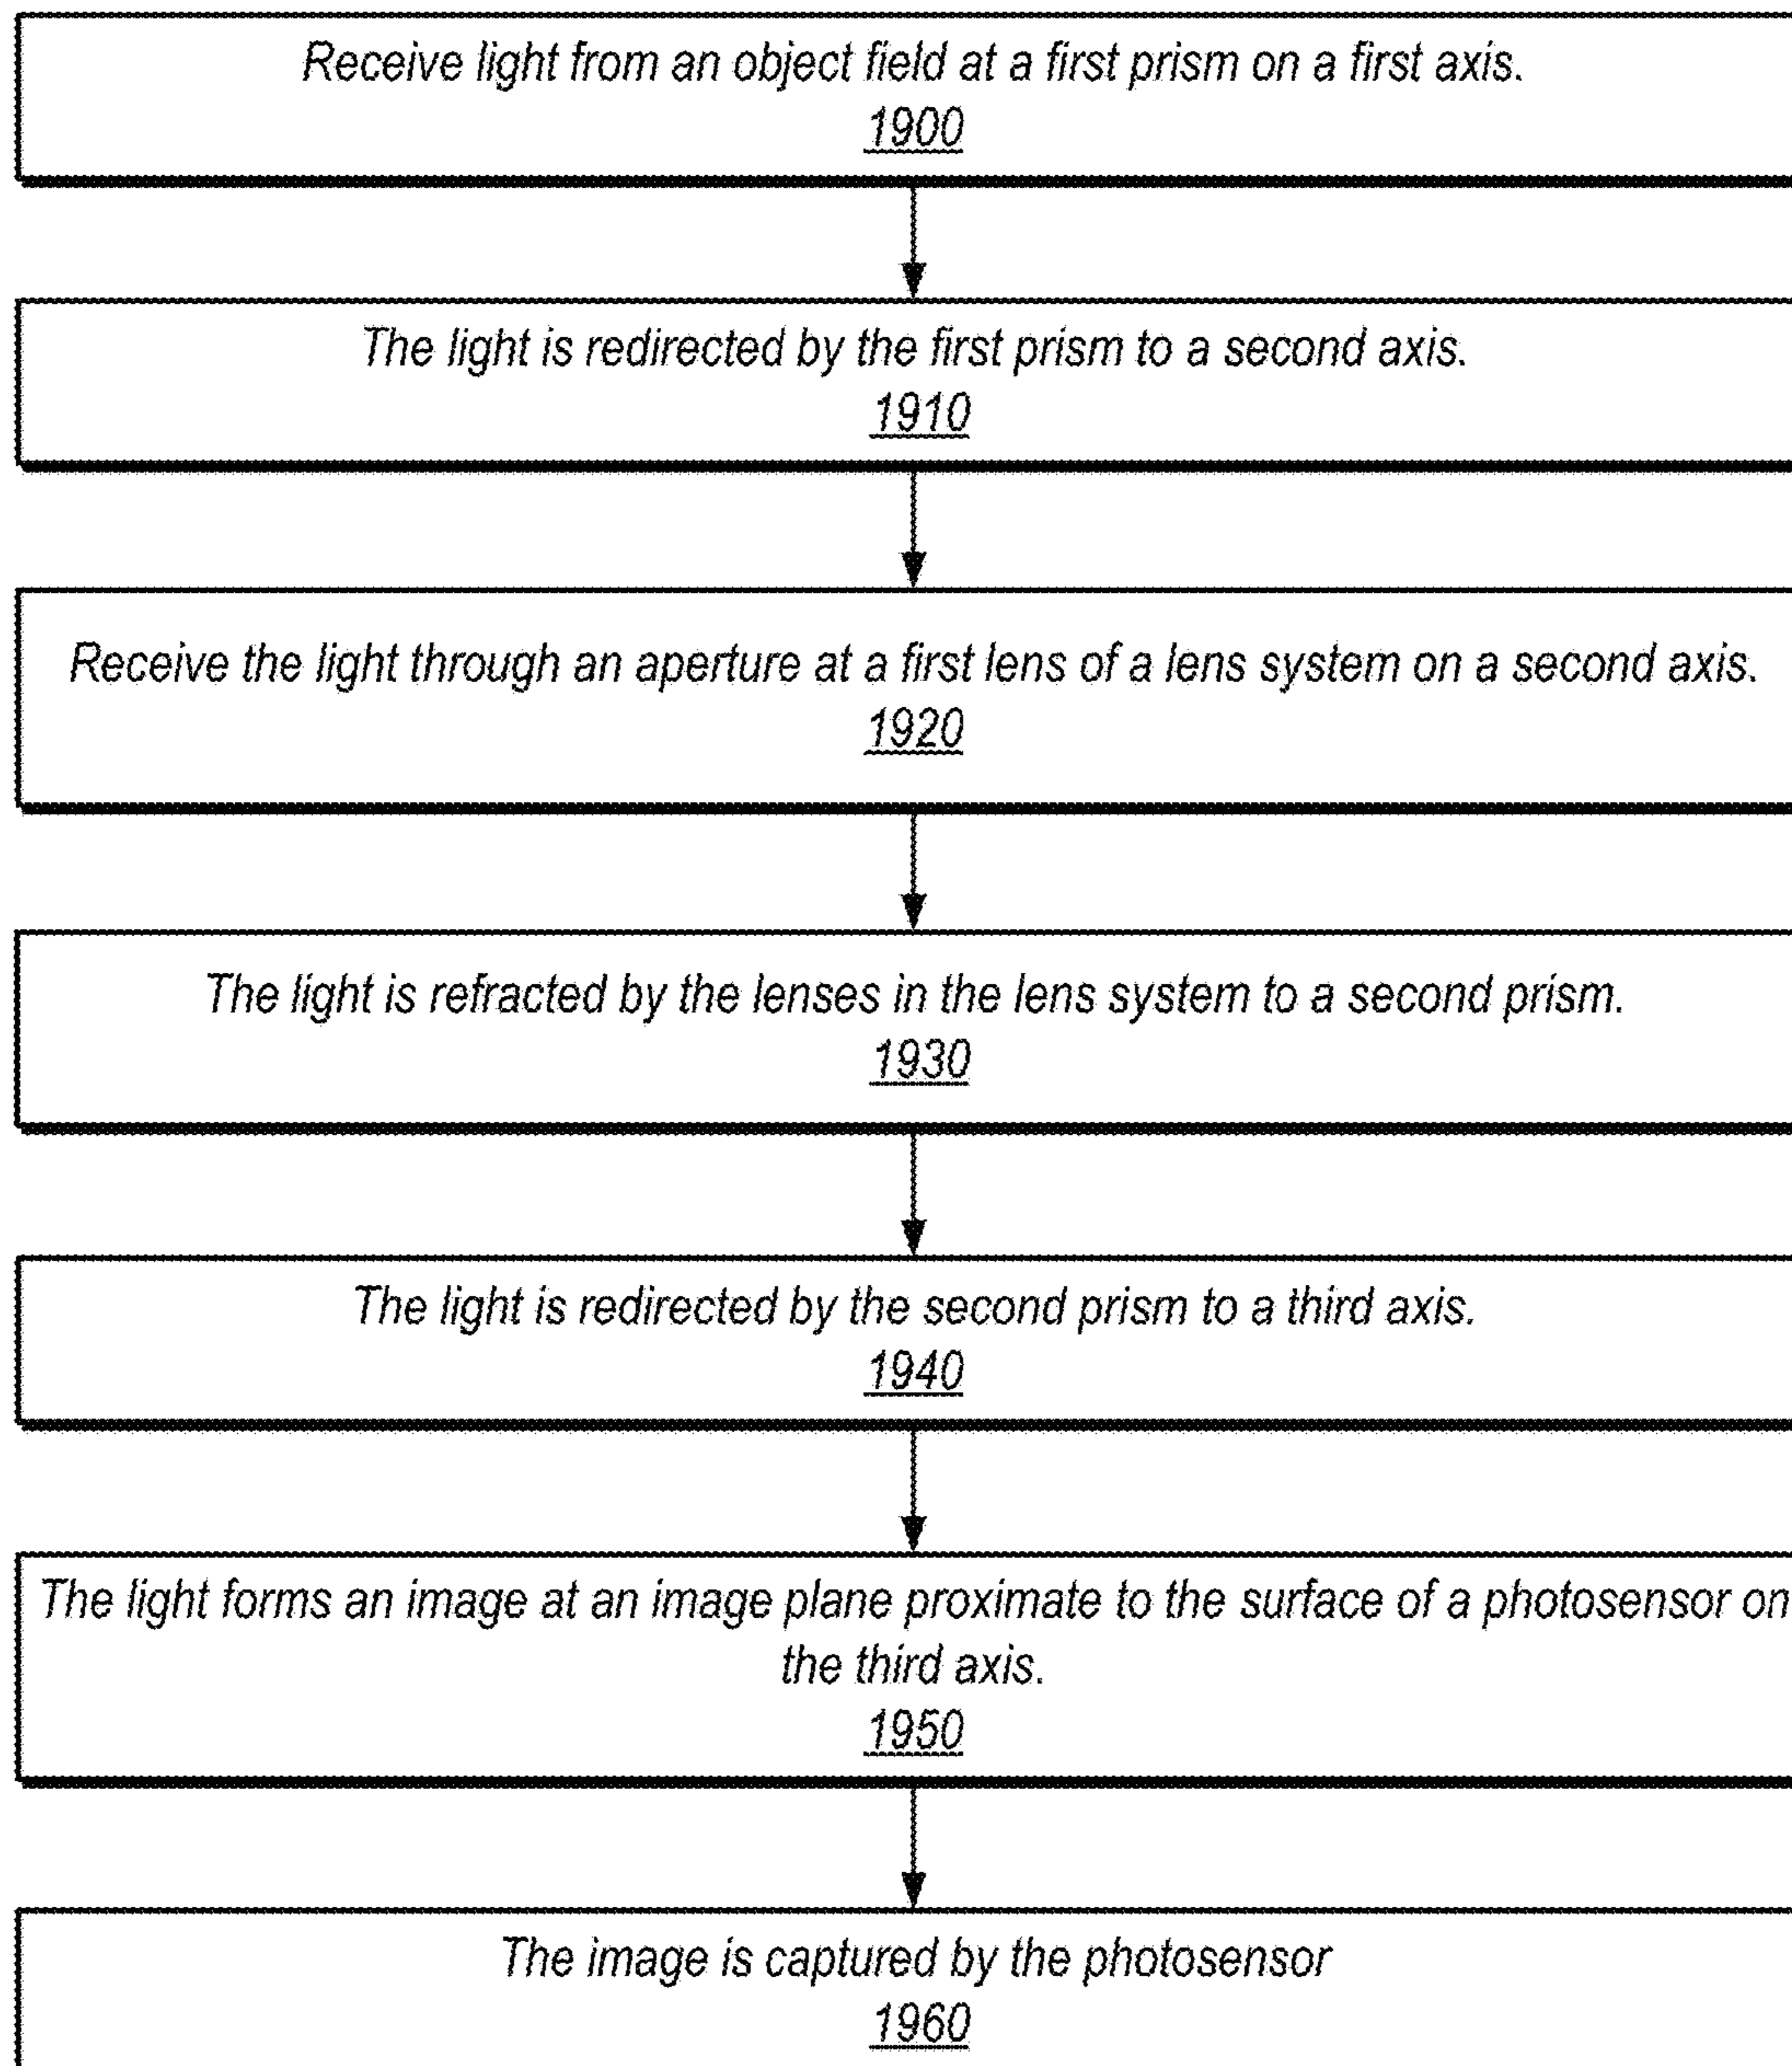 Receive light from an object field at a first prism on a first axis.
1900
The light is redirected by the first prism to a second axis.
1910
Receive the light through an aperture at a first lens of a lens system on a second axis.
1920
The light is refracted by the lenses in the lens system to a second prism.
1930
The light is redirected by the second prism to a third axis.
1940
The light forms an image at an image plane proximate to the surface of a photosensor on
the third axis.
1950
The image is captured by the photosensor
1960